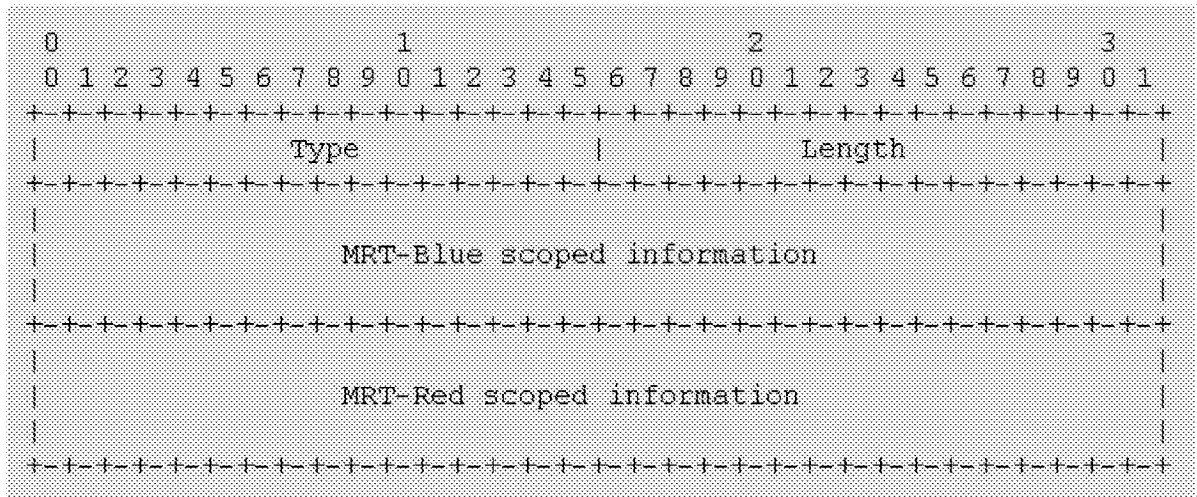 0                   1                   2                   3
0 1 2 3 4 5 6 7 8 9 0 1 2 3 4 5 6 7 8 9 0 1 2 3 4 5 6 7 8 9 0 1
+-+-+-+-+-+-+-+-+-+-+-+-+-+-+-+-+-+-+-+-+-+-+-+-+-+-+-+-+-+-+-+-+
|              Type             |           Length              |
+-+-+-+-+-+-+-+-+-+-+-+-+-+-+-+-+-+-+-+-+-+-+-+-+-+-+-+-+-+-+-+-+
|                                                               |
|                 MRT-Blue scoped information                   |
|                                                               |
+-+-+-+-+-+-+-+-+-+-+-+-+-+-+-+-+-+-+-+-+-+-+-+-+-+-+-+-+-+-+-+-+
|                                                               |
|                 MRT-Red scoped information                    |
|                                                               |
+-+-+-+-+-+-+-+-+-+-+-+-+-+-+-+-+-+-+-+-+-+-+-+-+-+-+-+-+-+-+-+-+